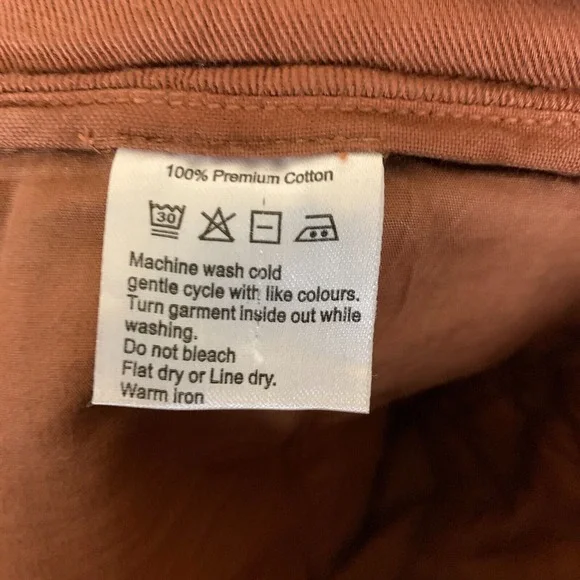 100% Premium Cotton
30
Machine wash cold
gentle cycle with like colours.
Turn garment inside out while
washing.
Do not bleach
Flat dry or Line dry.
Warm iron